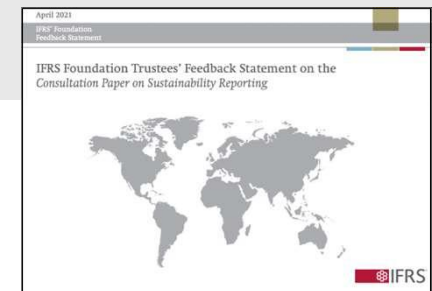 April 2021
IFRS® Foundation
Feedback Statement
IFRS Foundation Trustees' Feedback Statement on the
Consultation Paper on Sustainability Reporting
IFRS